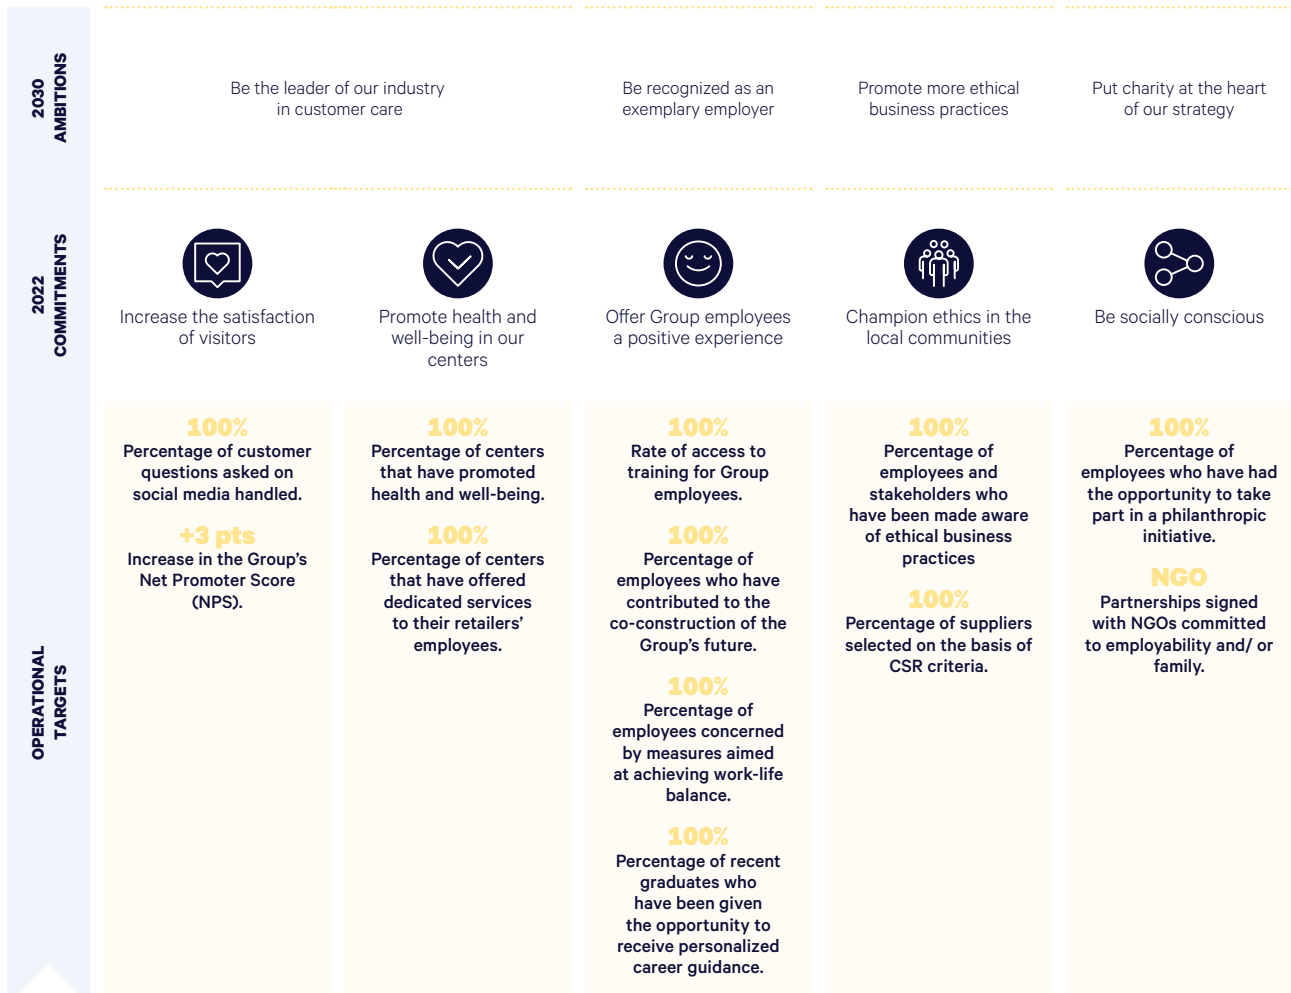 2030
AMBITIONS
Be the leader of our industry
in customer care
Be recognized as an
exemplary employer
Promote more ethical
business practices
Put charity at the heart
of our strategy
2022
COMMITMENTS
Increase the satisfaction
of visitors
Promote health and
well-being in our
centers
Offer Group employees
a positive experience
Champion ethics in the
local communities
Be socially conscious
OPERATIONAL
TARGETS
100%
Percentage of customer
questions asked on
social media handled.
+3 pts
Increase in the Group’s
Net Promoter Score
(NPS).
100%
Percentage of centers
that have promoted
health and well-being.
100%
Percentage of centers
that have offered
dedicated services
to their retailers’
employees.
100%
Rate of access to
training for Group
employees.
100%
Percentage of
employees who have
contributed to the
co-construction of the
Group’s future.
100%
Percentage of
employees concerned
by measures aimed
at achieving work-life
balance.
100%
Percentage of recent
graduates who
have been given
the opportunity to
receive personalized
career guidance.
100%
Percentage of
employees and
stakeholders who
have been made aware
of ethical business
practices
100%
Percentage of suppliers
selected on the basis of
CSR criteria.
100%
Percentage of
employees who have had
the opportunity to take
part in a philanthropic
initiative.
NGO
Partnerships signed
with NGOs committed
to employability and/ or
family.